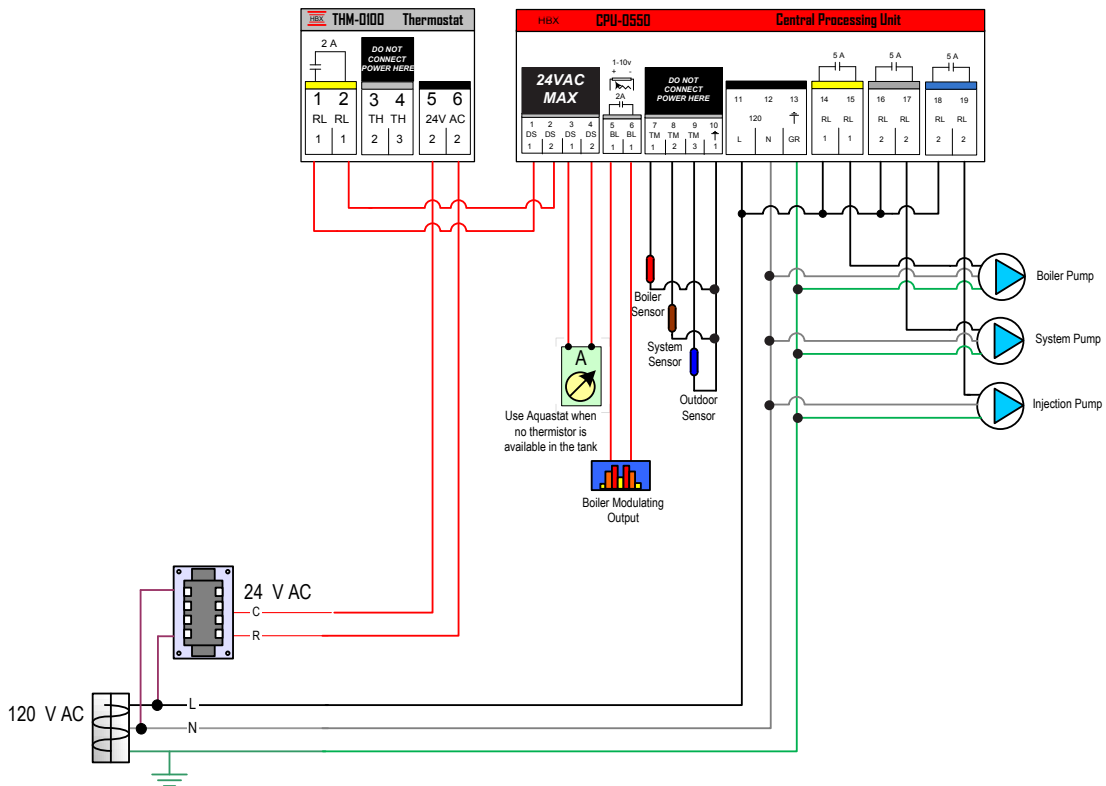 HBX THM-0100 Thermostat
2 A
DO NOT
CONNECT
POWER HERE
1 2 3 4 5 6
RL RL TH TH 24V AC
1 1 2 3 2 2
HBX CPU-0550 Central Processing Unit
24VAC
MAX
1-10v
+ -
2A
DO NOT
CONNECT
POWER HERE
5 A
5 A
5 A
1 2 3 4 5 6 7 8 9 10 11 12 13 14 15 16 17 18 19
DS DS DS DS BL BL TM TM TM 120 RL RL RL RL RL RL
1 1 2 2 1 1 1 2 3 1 L N GR 1 1 2 2 2 2
Boiler
Sensor
System
Sensor
Outdoor
Sensor
Boiler Pump
System Pump
Injection Pump
A
Use Aquastat when
no thermistor is
available in the tank
Boiler Modulating
Output
24 V AC
C
R
120 V AC
L
N